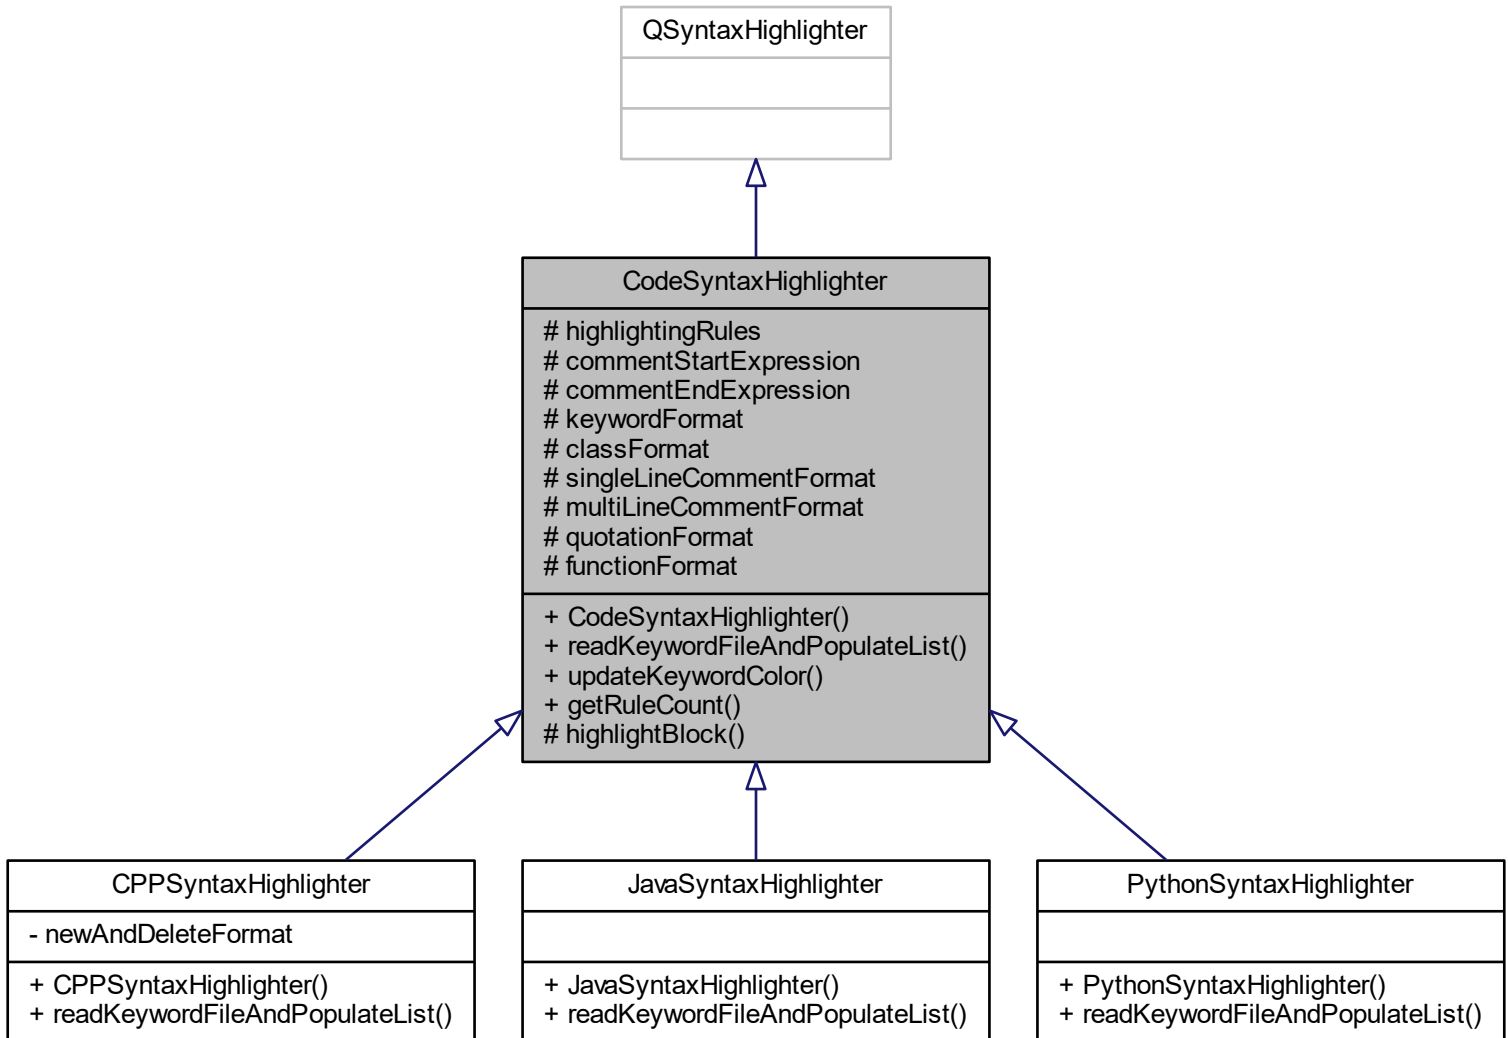 QSyntaxHighlighter
CodeSyntaxHighlighter
# highlightingRules
# commentStartExpression
# commentEndExpression
# keywordFormat
# classFormat
# singleLineCommentFormat
# multiLineCommentFormat
# quotationFormat
# functionFormat
+ CodeSyntaxHighlighter()
+ readKeywordFileAndPopulateList()
+ updateKeywordColor()
+ getRuleCount()
# highlightBlock()
CPPSyntaxHighlighter
- newAndDeleteFormat
+ CPPSyntaxHighlighter()
+ readKeywordFileAndPopulateList()
JavaSyntaxHighlighter
+ JavaSyntaxHighlighter()
+ readKeywordFileAndPopulateList()
PythonSyntaxHighlighter
+ PythonSyntaxHighlighter()
+ readKeywordFileAndPopulateList()